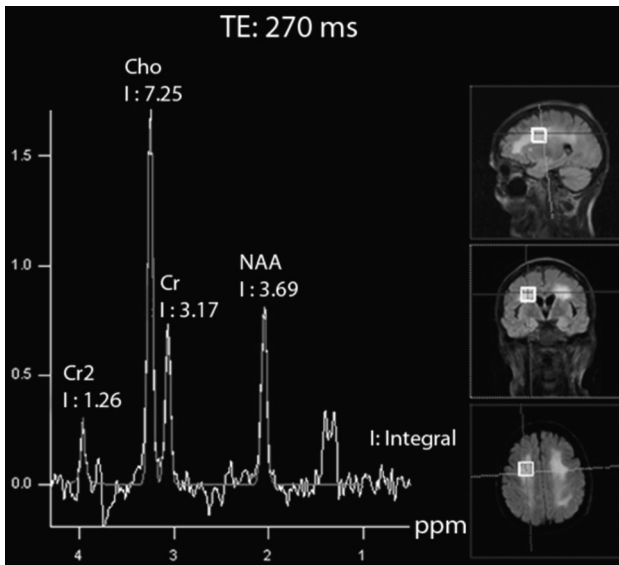 TE: 270 ms
Cho
I : 7.25
1.5
1.0
Cr
I : 3.17
NAA
I : 3.69
0.5
Cr2
I : 1.26
I: Integral
0.0
ppm
4 3 2 1